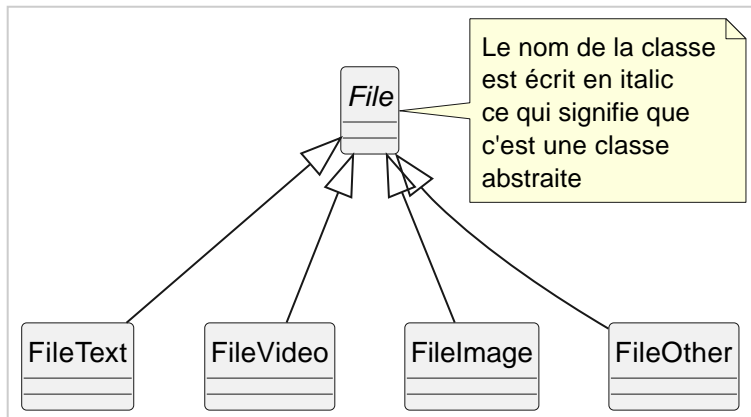 File
Le nom de la classe
est écrit en italic
ce qui signifie que
c'est une classe
abstraite
FileText
FileVideo
FileImage
FileOther